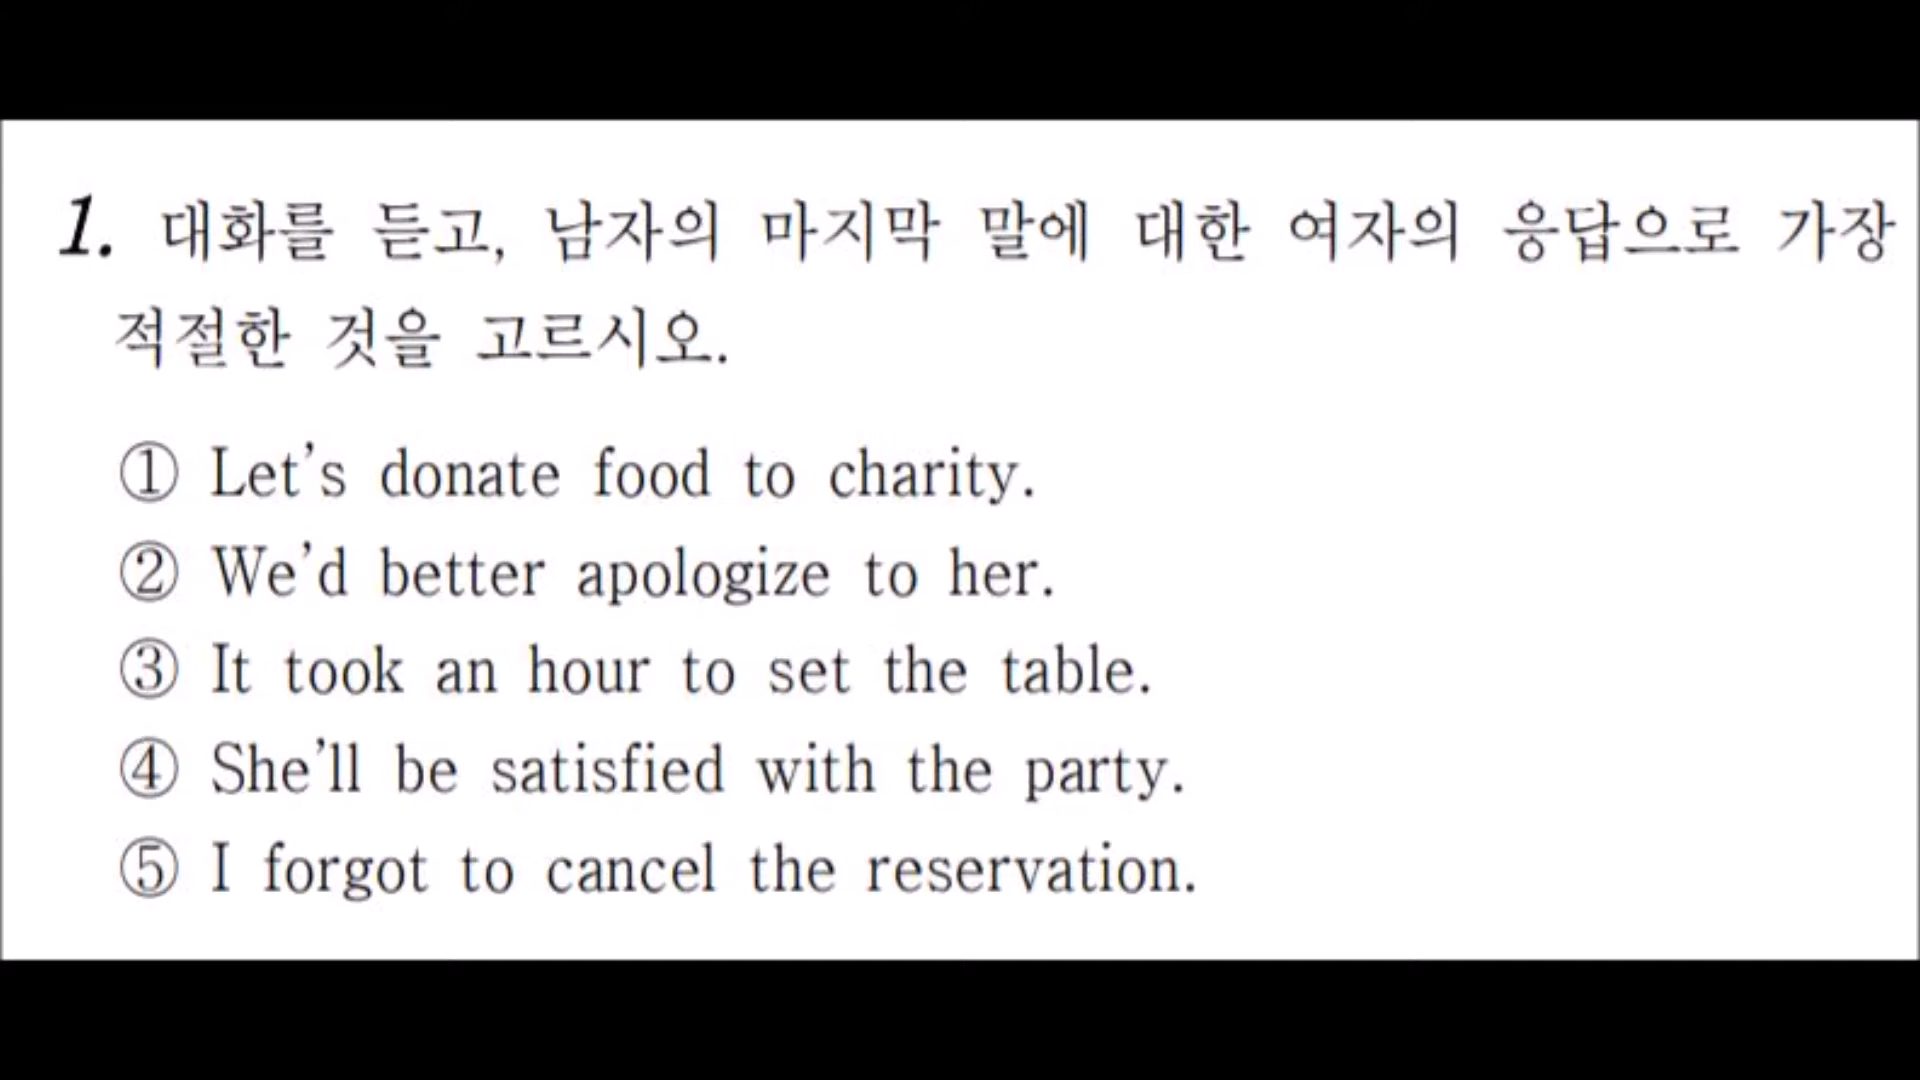 1. 대화를 듣고, 남자의 마지막 말에 대한 여자의 응답으로 가장
적절한 것을 고르시오.
① Let's donate food to charity.
② We'd better apologize to her.
③ It took an hour to set the table.
④ She'll be satisfied with the party.
⑤ I forgot to cancel the reservation.